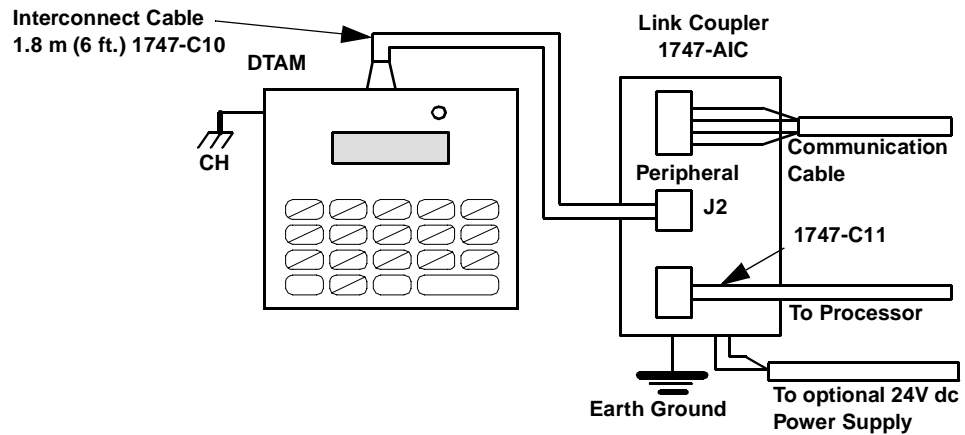 Interconnect Cable
1.8 m (6 ft.) 1747-C10
DTAM
Link Coupler
1747-AIC
CH
Communication
Cable
Peripheral
J2
1747-C11
To Processor
Earth Ground
To optional 24V dc
Power Supply